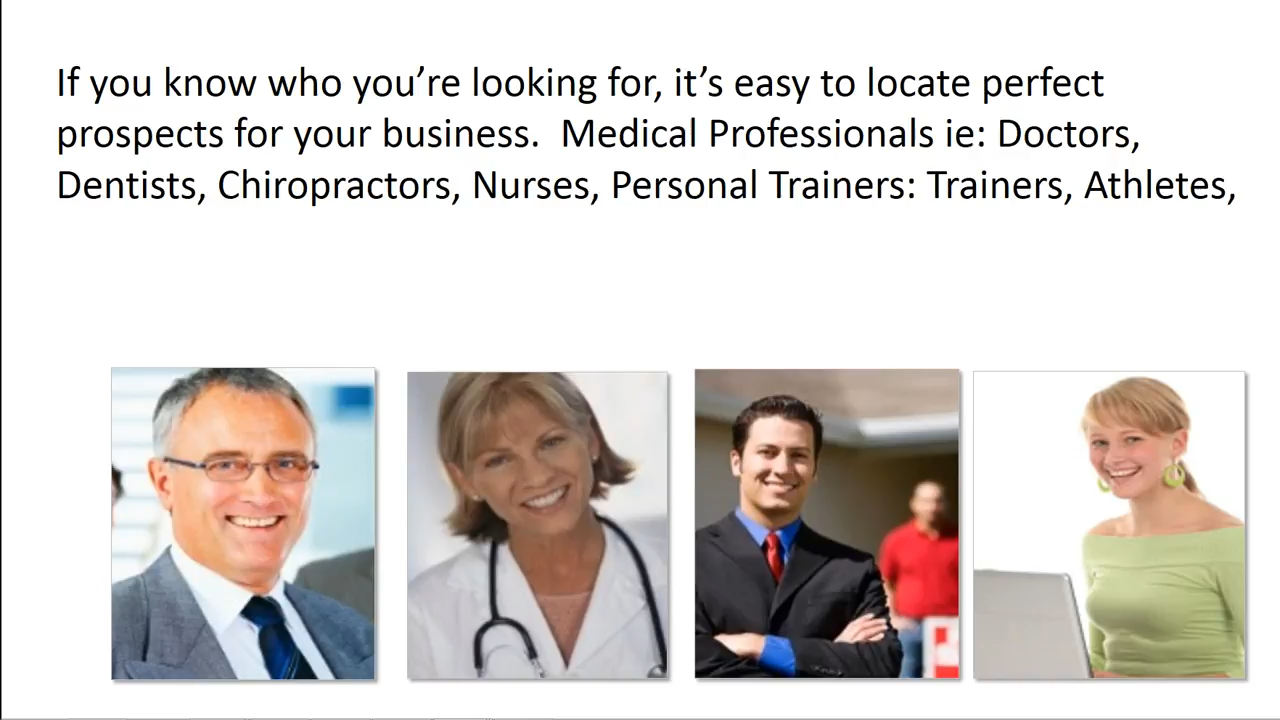 If you know who you’re looking for, it’s easy to locate perfect
prospects for your business.  Medical Professionals ie: Doctors,
Dentists, Chiropractors, Nurses, Personal Trainers: Trainers, Athletes,